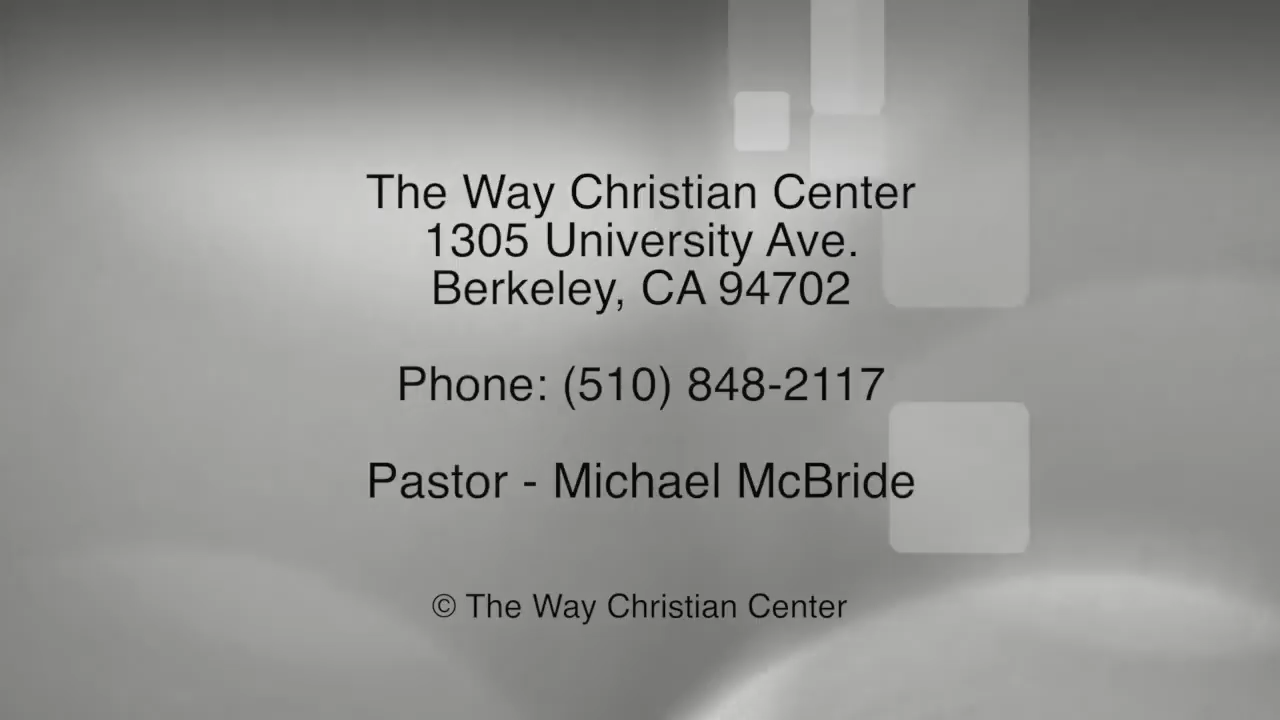 The Way Christian Center
1305 University Ave.
Berkeley, CA 94702
Phone: (510) 848-2117
Pastor - Michael McBride
© The Way Christian Center